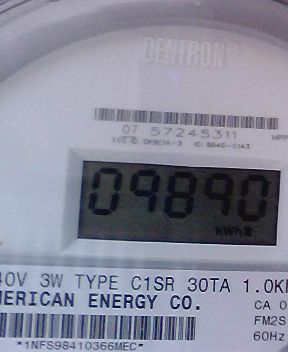 CENTRON®
07 57245311
09890
kWh
40V 3W TYPE C1SR 30TA 1.0K
MERICAN ENERGY CO.
CA 0
FM2S
60Hz
*1NFS98410366MEC*